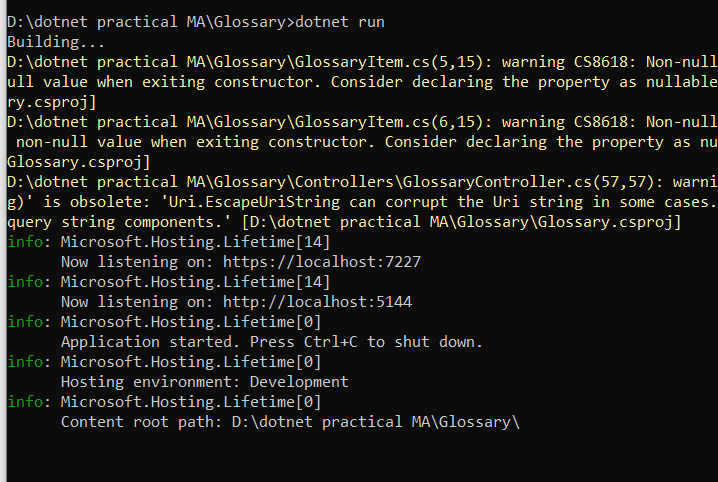 D:\dotnet practical MA\Glossary>dotnet run
Building...
D:\dotnet practical MA\Glossary\GlossaryItem.cs(5,15): warning CS8618: Non-null
ull value when exiting constructor. Consider declaring the property as nullable
ry.csproj]
D:\dotnet practical MA\Glossary\GlossaryItem.cs(6,15): warning CS8618: Non-null
 non-null value when exiting constructor. Consider declaring the property as nu
Glossary.csproj]
D:\dotnet practical MA\Glossary\Controllers\GlossaryController.cs(57,57): warni
g)' is obsolete: 'Uri.EscapeUriString can corrupt the Uri string in some cases.
query string components.' [D:\dotnet practical MA\Glossary\Glossary.csproj]
info: Microsoft.Hosting.Lifetime[14]
      Now listening on: https://localhost:7227
info: Microsoft.Hosting.Lifetime[14]
      Now listening on: http://localhost:5144
info: Microsoft.Hosting.Lifetime[0]
      Application started. Press Ctrl+C to shut down.
info: Microsoft.Hosting.Lifetime[0]
      Hosting environment: Development
info: Microsoft.Hosting.Lifetime[0]
      Content root path: D:\dotnet practical MA\Glossary\